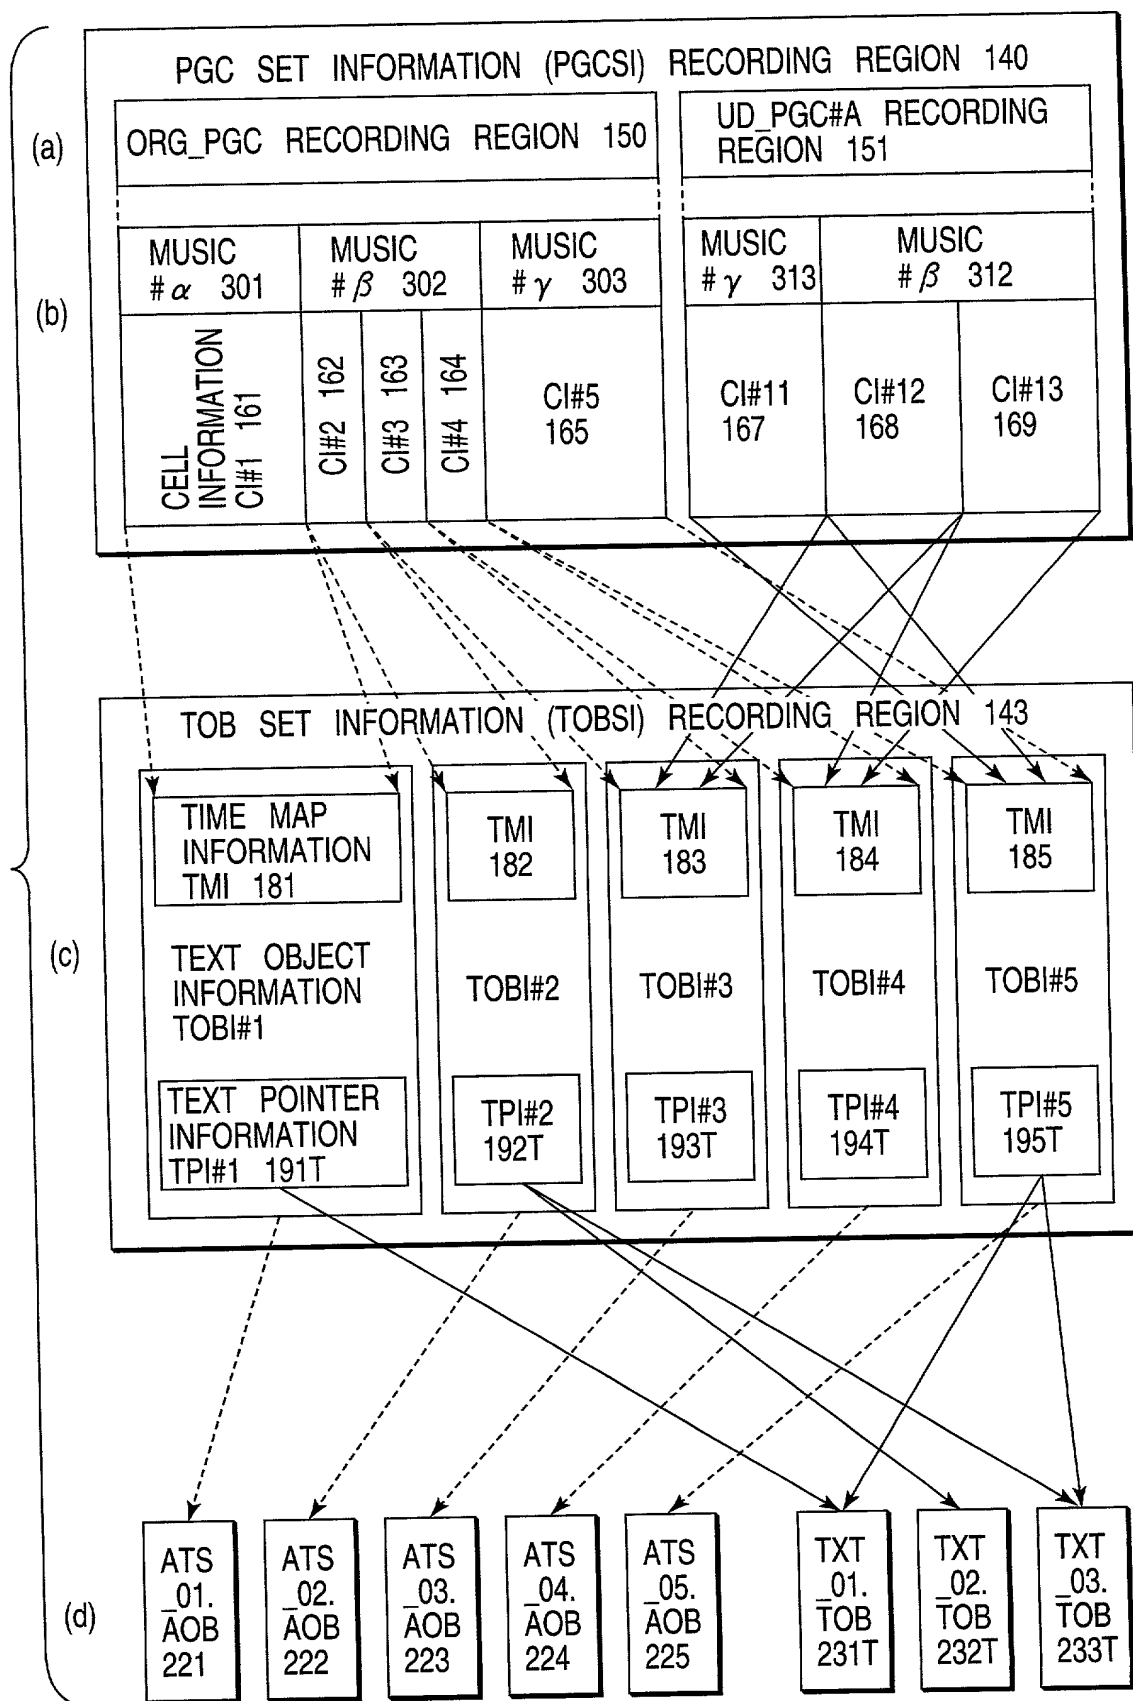 PGC SET INFORMATION (PGCSI) RECORDING REGION 140
(a)
ORG_PGC RECORDING REGION 150
UD_PGC#A RECORDING
REGION 151
(b)
MUSIC
#α 301
MUSIC
#β 302
MUSIC
#γ 303
MUSIC
#γ 313
MUSIC
#β 312
CELL
INFORMATION
CI#1 161
CI#2 162
CI#3 163
CI#4 164
CI#5
165
CI#11
167
CI#12
168
CI#13
169
TOB SET INFORMATION (TOBSI) RECORDING REGION 143
(c)
TIME MAP
INFORMATION
TMI 181
TMI
182
TMI
183
TMI
184
TMI
185
TEXT OBJECT
INFORMATION
TOBI#1
TOBI#2
TOBI#3
TOBI#4
TOBI#5
TEXT POINTER
INFORMATION
TPI#1 191T
TPI#2
192T
TPI#3
193T
TPI#4
194T
TPI#5
195T
(d)
ATS
_01.
AOB
221
ATS
_02.
AOB
222
ATS
_03.
AOB
223
ATS
_04.
AOB
224
ATS
_05.
AOB
225
TXT
_01.
TOB
231T
TXT
_02.
TOB
232T
TXT
_03.
TOB
233T